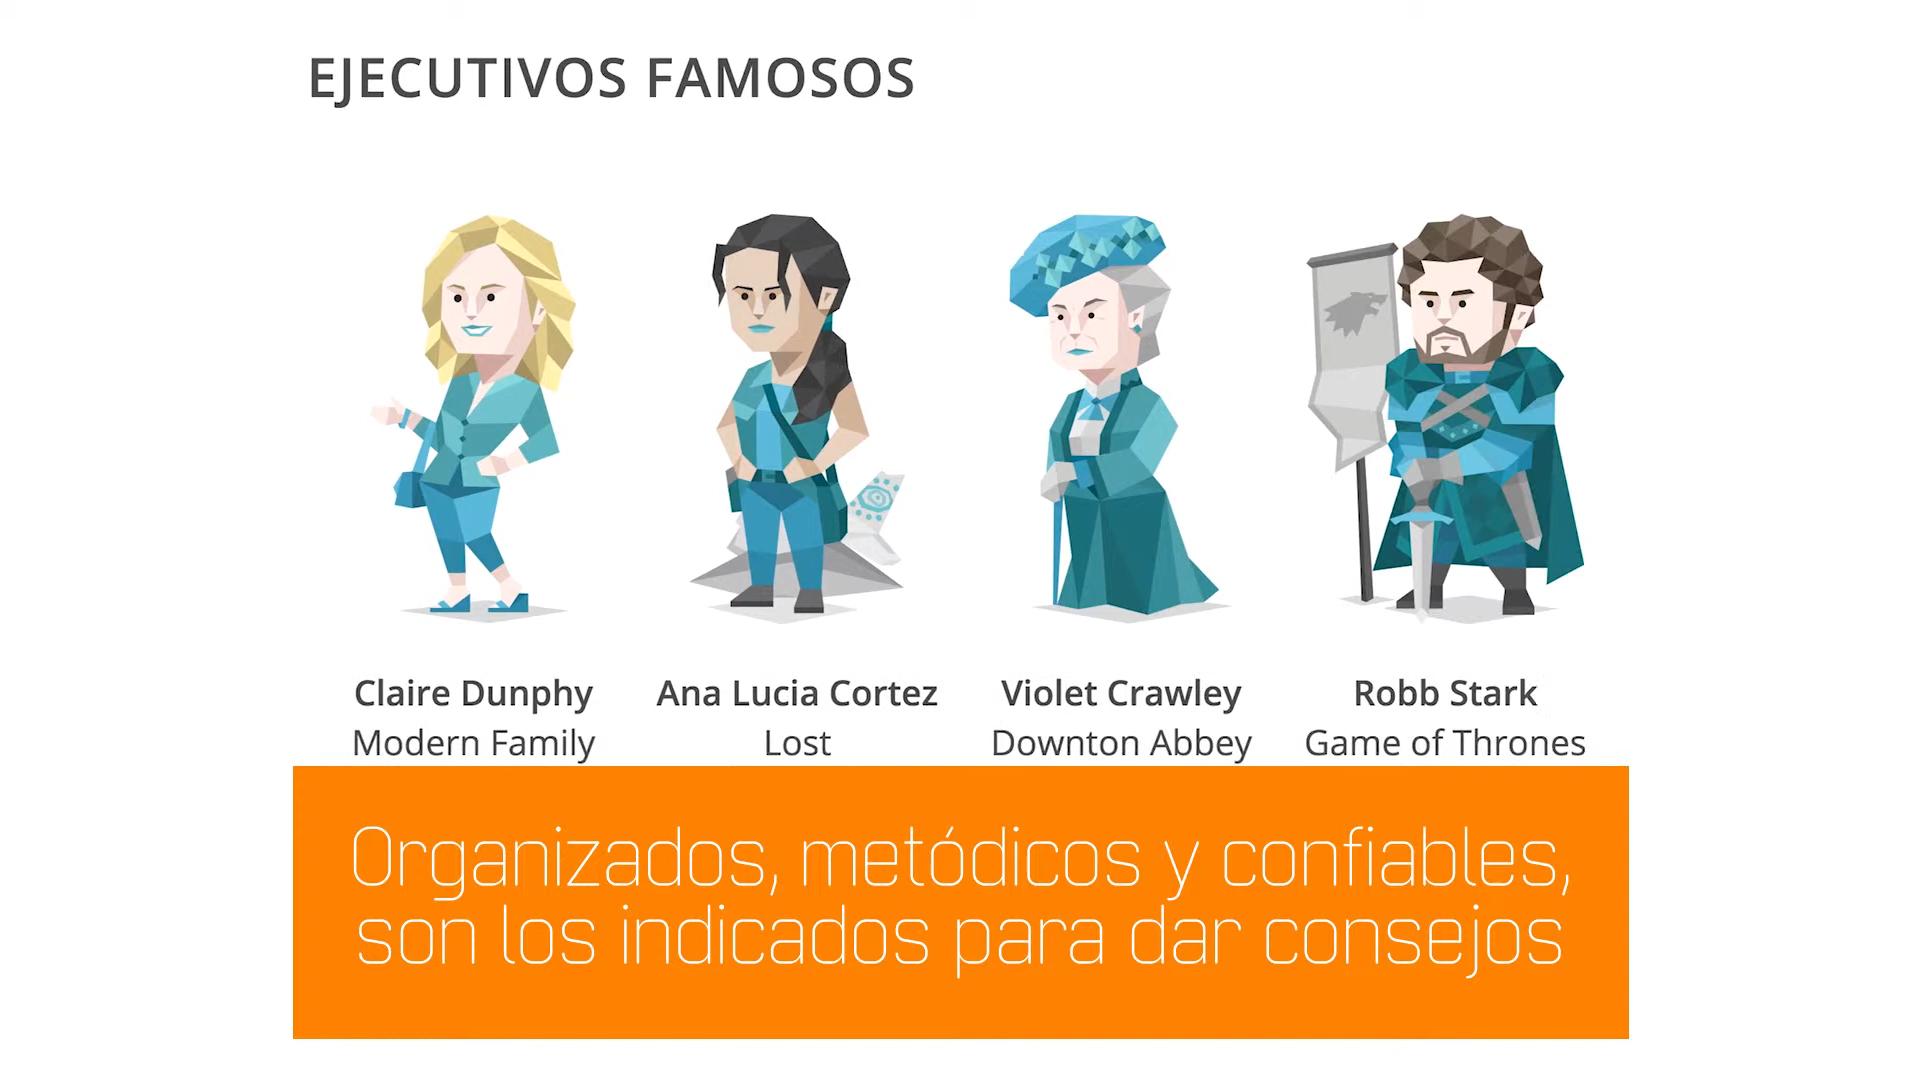 EJECUTIVOS FAMOSOS
Claire Dunphy
Modern Family
Ana Lucia Cortez
Lost
Violet Crawley
Downton Abbey
Robb Stark
Game of Thrones
Organizados, metódicos y confiables,
son los indicados para dar consejos